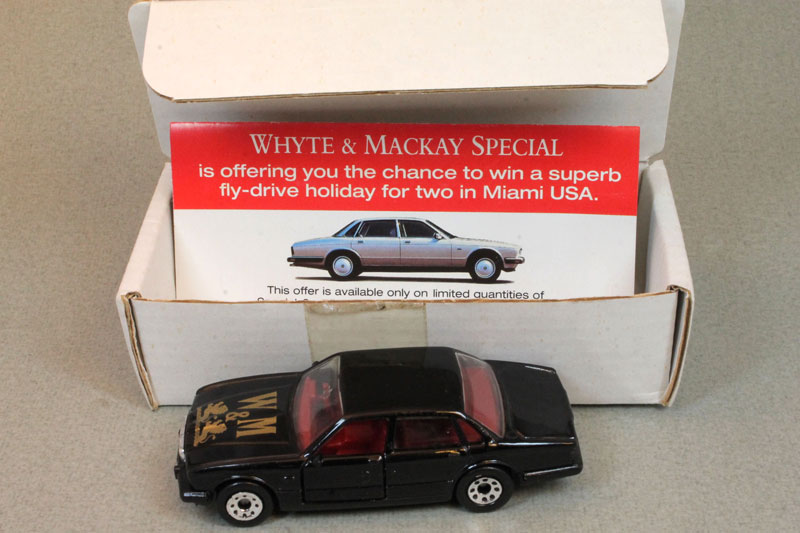 WHYTE & MACKAY SPECIAL
is offering you the chance to win a superb
fly-drive holiday for two in Miami USA.
This offer is available only on limited quantities of
W&M